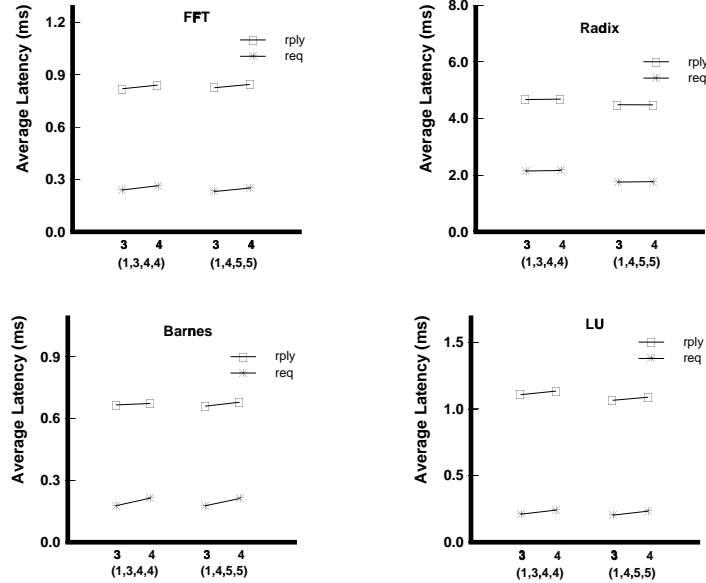 FFT
Average Latency (ms)
1.2
0.9
0.6
0.3
0.0
rply
req
3 4 3 4
(1,3,4,4) (1,4,5,5)
Radix
Average Latency (ms)
8.0
6.0
4.0
2.0
0.0
rply
req
3 4 3 4
(1,3,4,4) (1,4,5,5)
Barnes
Average Latency (ms)
0.9
0.6
0.3
0.0
rply
req
3 4 3 4
(1,3,4,4) (1,4,5,5)
LU
Average Latency (ms)
1.5
1.0
0.5
0.0
rply
req
3 4 3 4
(1,3,4,4) (1,4,5,5)